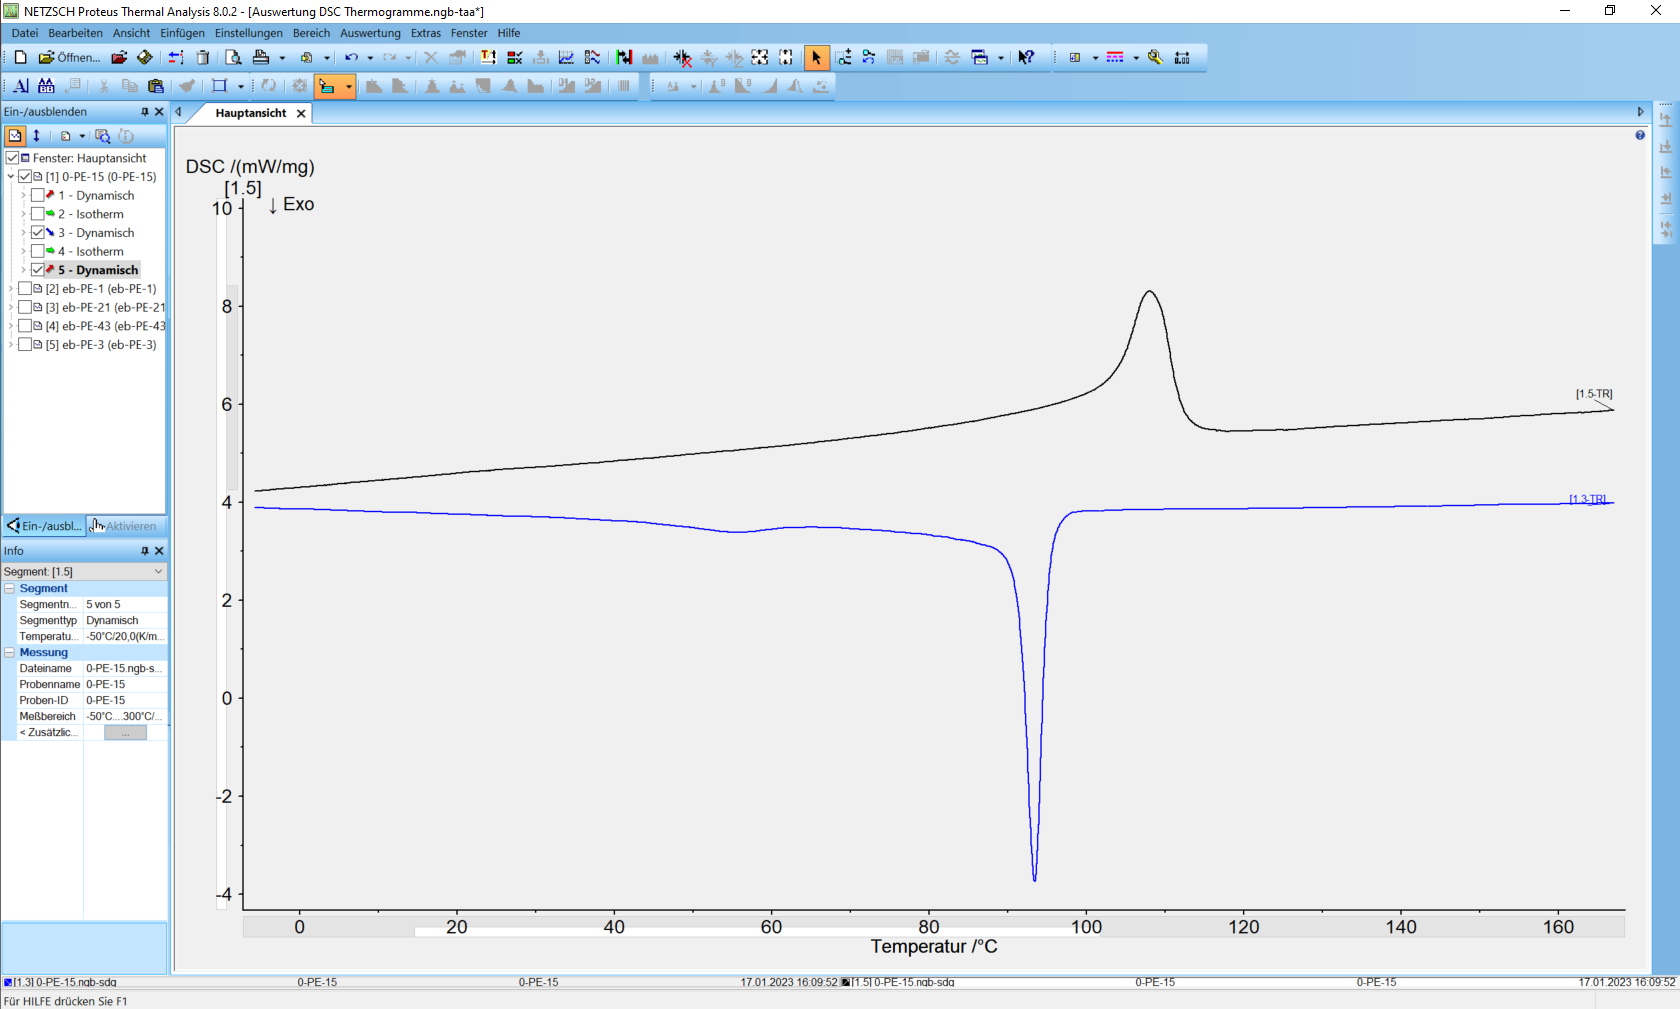 NETZSCH Proteus Thermal Analysis 8.0.2 - [Auswertung DSC Thermogramme.ngb-taa*]
Datei Bearbeiten Ansicht Einfügen Einstellungen Bereich Auswertung Extras Fenster Hilfe
Öffnen...
Ein-/ausblenden
Hauptansicht
Fenster: Hauptansicht
[1] 0-PE-15 (0-PE-15)
1 - Dynamisch
2 - Isotherm
3 - Dynamisch
4 - Isotherm
5 - Dynamisch
[2] eb-PE-1 (eb-PE-1)
[3] eb-PE-21 (eb-PE-21
[4] eb-PE-43 (eb-PE-43
[5] eb-PE-3 (eb-PE-3)
Ein-/ausbl... Aktivieren
Info
Segment: [1.5]
Segment
Segmentn... 5 von 5
Segmenttyp Dynamisch
Temperatu... -50°C/20,0(K/m...
Messung
Dateiname 0-PE-15.ngb-s...
Probenname 0-PE-15
Proben-ID 0-PE-15
Meßbereich -50°C....300°C/...
< Zusätzlic... ...
DSC /(mW/mg)
[1.5]
↓ Exo
10
8
6
4
2
0
-2
-4
[1.5-TR]
[1.3-TR]
0 20 40 60 80 100 120 140 160
Temperatur /°C
[1.3] 0-PE-15.ngb-sdg 0-PE-15 0-PE-15 17.01.2023 16:09:52 [1.5] 0-PE-15.ngb-sdg 0-PE-15 0-PE-15 17.01.2023 16:09:52
Für HILFE drücken Sie F1